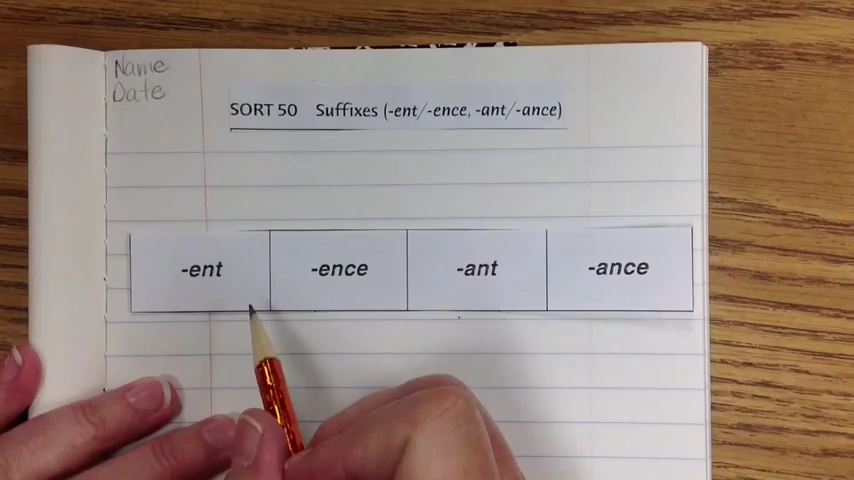 Name
Date
SORT 50 Suffixes (-ent/-ence, -ant/-ance)
-ent -ence -ant -ance